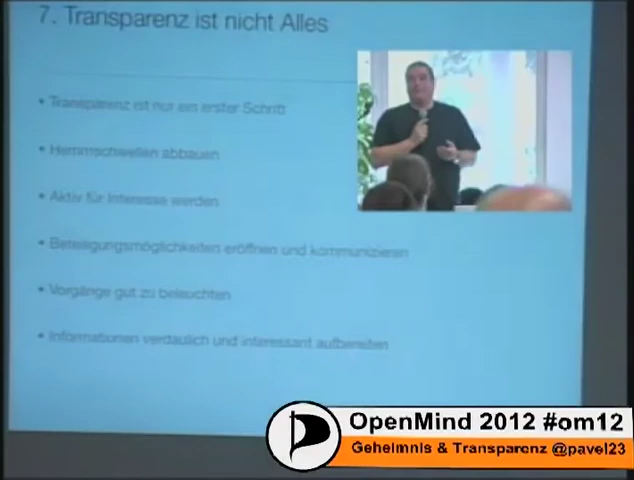 7. Transparenz ist nicht Alles
• Transparenz ist nur ein erster Schritt
• Hemmschwellen abbauen
• Aktiv für Interesse werden
• Beteiligungsmöglichkeiten eröffnen und kommunizieren
• Vorgänge gut zu beleuchten
• Informationen verdaulich und interessant aufbereiten
OpenMind 2012 #om12
Geheimnis & Transparenz @pavel23